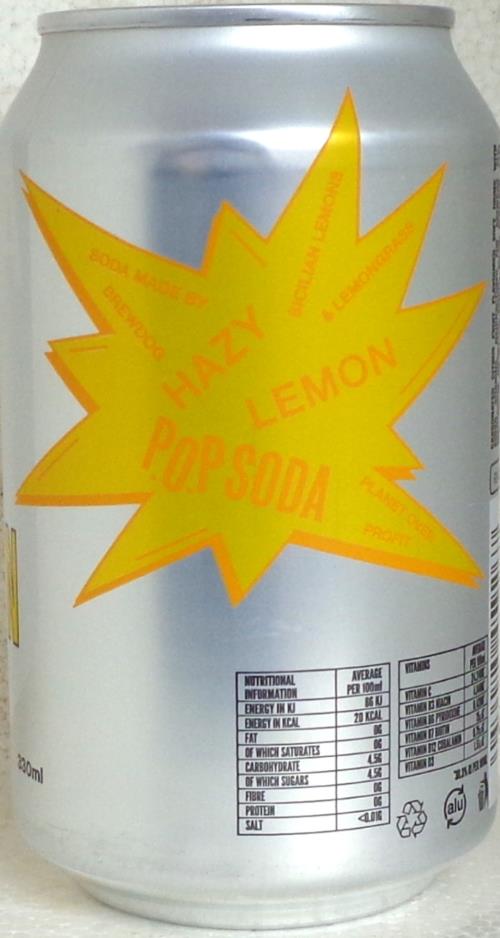 SODA MADE BY
BREWDOG
SICILIAN LEMONS
& LEMONGRASS
HAZY
LEMON
P.O.P SODA
PLANET OVER
PROFIT
330ml
NUTRITIONAL INFORMATION AVERAGE PER 100ml
ENERGY IN KJ 86 KJ
ENERGY IN KCAL 20 KCAL
FAT 0G
OF WHICH SATURATES 0G
CARBOHYDRATE 4.5G
OF WHICH SUGARS 4.5G
FIBRE 0G
PROTEIN 0G
SALT <0.01G
VITAMINS AVERAGE PER 100ml
VITAMIN C
VITAMIN B3 NIACIN
VITAMIN B6 PYRIDOXINE
VITAMIN B7 BIOTIN
VITAMIN B12 COBALAMIN
VITAMIN D3
alu